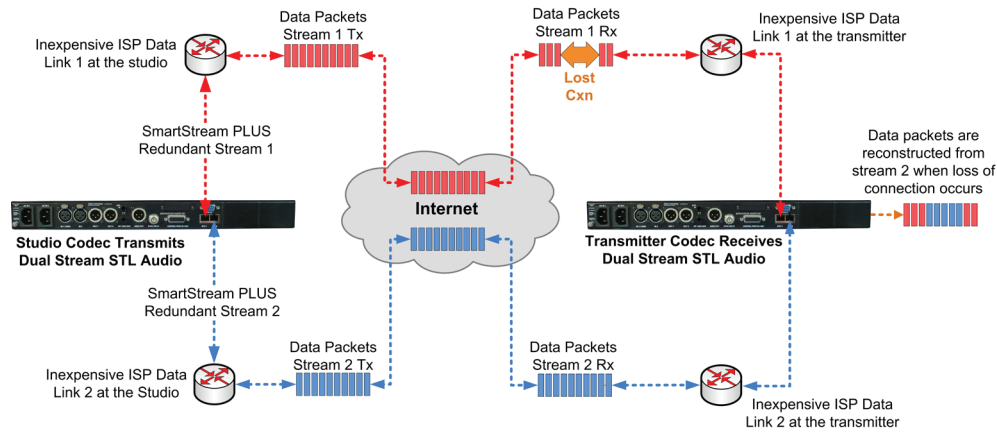 Data Packets
Stream 1 Tx
Data Packets
Stream 1 Rx
Inexpensive ISP Data
Link 1 at the studio
Inexpensive ISP Data
Link 1 at the transmitter
Lost
Cxn
SmartStream PLUS
Redundant Stream 1
Data packets are
reconstructed from
stream 2 when loss of
connection occurs
Internet
Studio Codec Transmits
Dual Stream STL Audio
Transmitter Codec Receives
Dual Stream STL Audio
SmartStream PLUS
Redundant Stream 2
Data Packets
Stream 2 Tx
Data Packets
Stream 2 Rx
Inexpensive ISP Data
Link 2 at the Studio
Inexpensive ISP Data
Link 2 at the transmitter